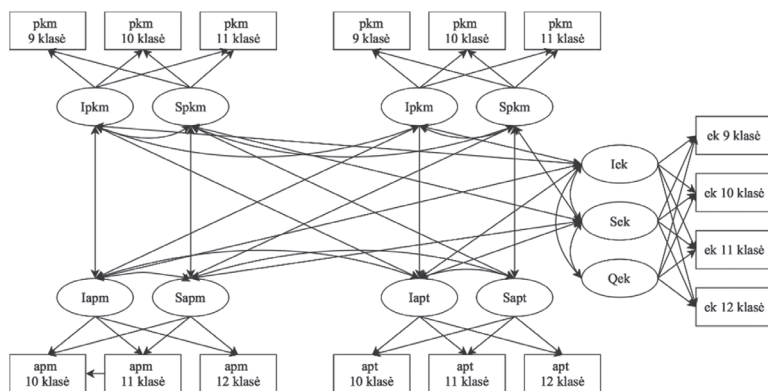 pkm
9 klasė
pkm
10 klasė
pkm
11 klasė
pkm
9 klasė
pkm
10 klasė
pkm
11 klasė
Ipkm
Spkm
Ipkm
Spkm
ek 9 klasė
Iek
ek 10 klasė
Sek
ek 11 klasė
Qek
ek 12 klasė
Iapm
Sapm
Iapt
Sapt
apm
10 klasė
apm
11 klasė
apm
12 klasė
apt
10 klasė
apt
11 klasė
apt
12 klasė